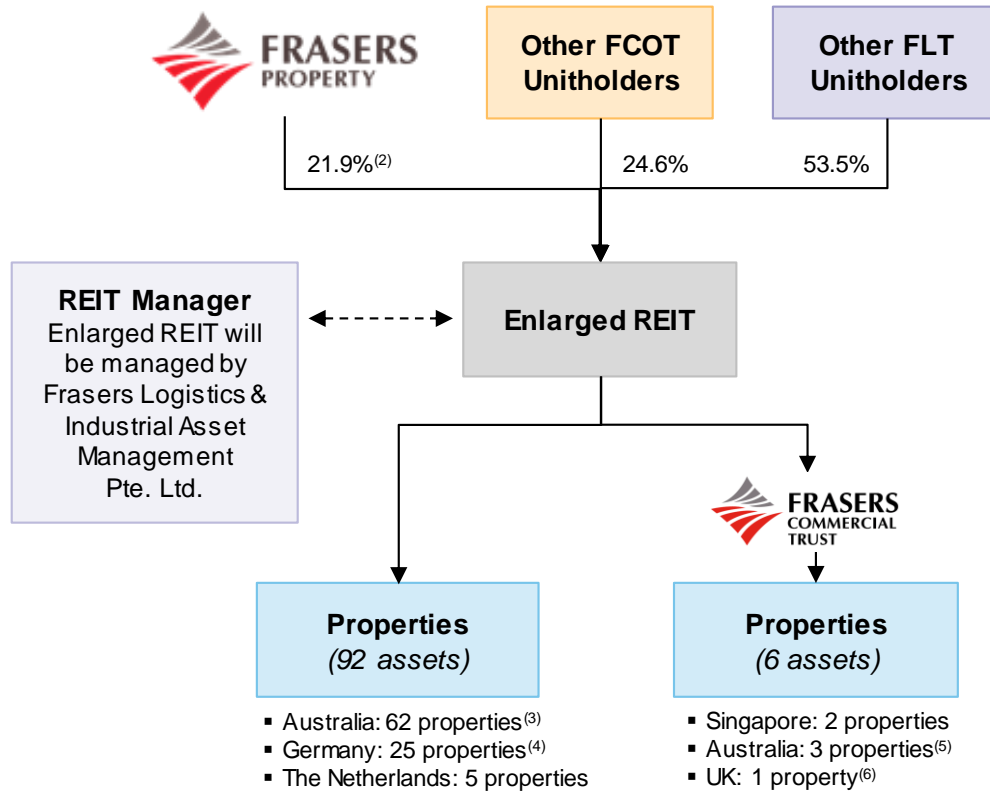 FRASERS
PROPERTY
Other FCOT
Unitholders
Other FLT
Unitholders
21.9%(2)
24.6%
53.5%
REIT Manager
Enlarged REIT will
be managed by
Frasers Logistics &
Industrial Asset
Management
Pte. Ltd.
Enlarged REIT
FRASERS
COMMERCIAL
TRUST
Properties
(92 assets)
▪ Australia: 62 properties(3)
▪ Germany: 25 properties(4)
▪ The Netherlands: 5 properties
Properties
(6 assets)
▪ Singapore: 2 properties
▪ Australia: 3 properties(5)
▪ UK: 1 property(6)